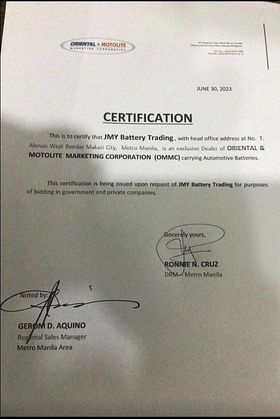 ORIENTAL & MOTOLITE
MARKETING CORPORATION
JUNE 30, 2023
CERTIFICATION
This is to certify that JMY Battery Trading., with head office address at No. T.
Alonzo West Rembo Makati City, Metro Manila, is an exclusive Dealer of ORIENTAL &
MOTOLITE MARKETING CORPORATION (OMMC) carrying Automotive Batteries.
This certification is being issued upon request of JMY Battery Trading for purposes
of bidding in government and private companies.
Sincerely yours,
RONNIE N. CRUZ
DRM – Metro Manila
Noted by:
GEROM D. AQUINO
Regional Sales Manager
Metro Manila Area